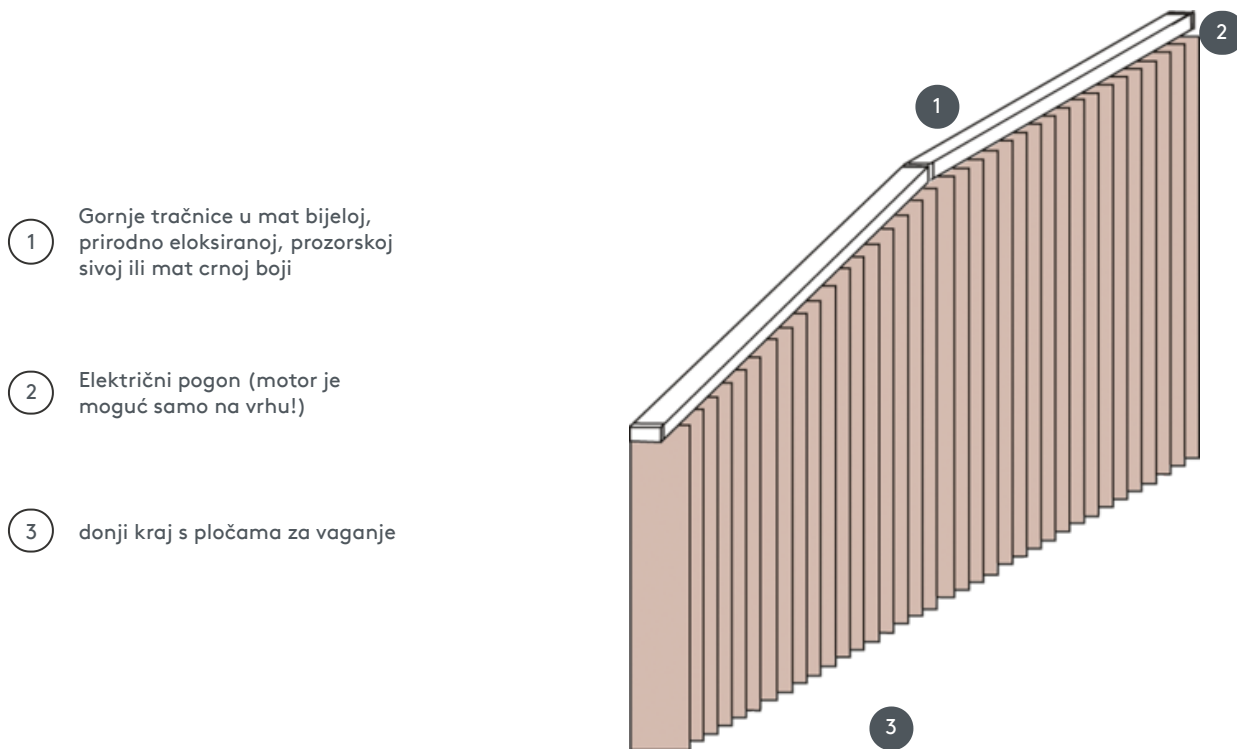 1
Gornje tračnice u mat bijeloj,
prirodno eloksiranoj, prozorskoj
sivoj ili mat crnoj boji
2
Električni pogon (motor je
moguć samo na vrhu!)
3
donji kraj s pločama za vaganje
1
2
3